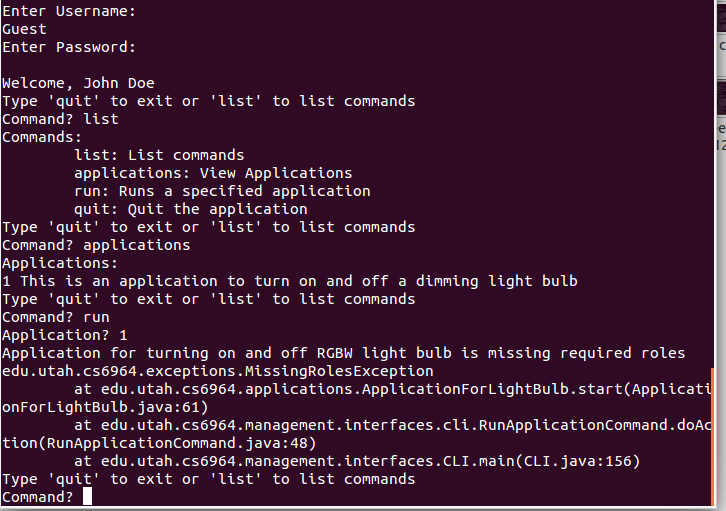 Enter Username:
Guest
Enter Password:
Welcome, John Doe
Type 'quit' to exit or 'list' to list commands
Command? list
Commands:
        list: List commands
        applications: View Applications
        run: Runs a specified application
        quit: Quit the application
Type 'quit' to exit or 'list' to list commands
Command? applications
Applications:
1 This is an application to turn on and off a dimming light bulb
Type 'quit' to exit or 'list' to list commands
Command? run
Application? 1
Application for turning on and off RGBW light bulb is missing required roles
edu.utah.cs6964.exceptions.MissingRolesException
        at edu.utah.cs6964.applications.ApplicationForLightBulb.start(Applicati
onForLightBulb.java:61)
        at edu.utah.cs6964.management.interfaces.cli.RunApplicationCommand.doAc
tion(RunApplicationCommand.java:48)
        at edu.utah.cs6964.management.interfaces.CLI.main(CLI.java:156)
Type 'quit' to exit or 'list' to list commands
Command?